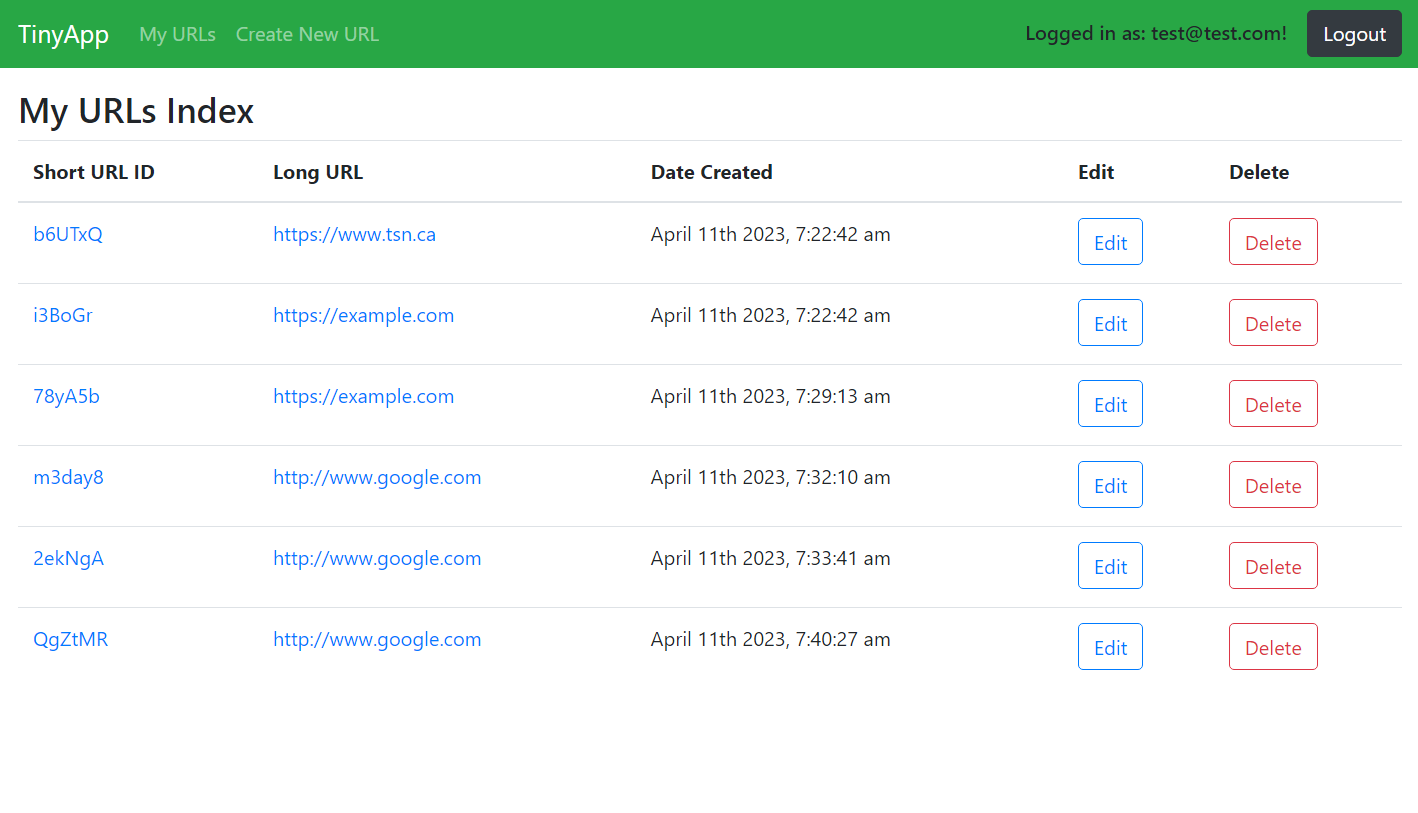 TinyApp My URLs Create New URL Logged in as: test@test.com! Logout
My URLs Index
Short URL ID Long URL Date Created Edit Delete
b6UTxQ https://www.tsn.ca April 11th 2023, 7:22:42 am Edit Delete
i3BoGr https://example.com April 11th 2023, 7:22:42 am Edit Delete
78yA5b https://example.com April 11th 2023, 7:29:13 am Edit Delete
m3day8 http://www.google.com April 11th 2023, 7:32:10 am Edit Delete
2ekNgA http://www.google.com April 11th 2023, 7:33:41 am Edit Delete
QgZtMR http://www.google.com April 11th 2023, 7:40:27 am Edit Delete